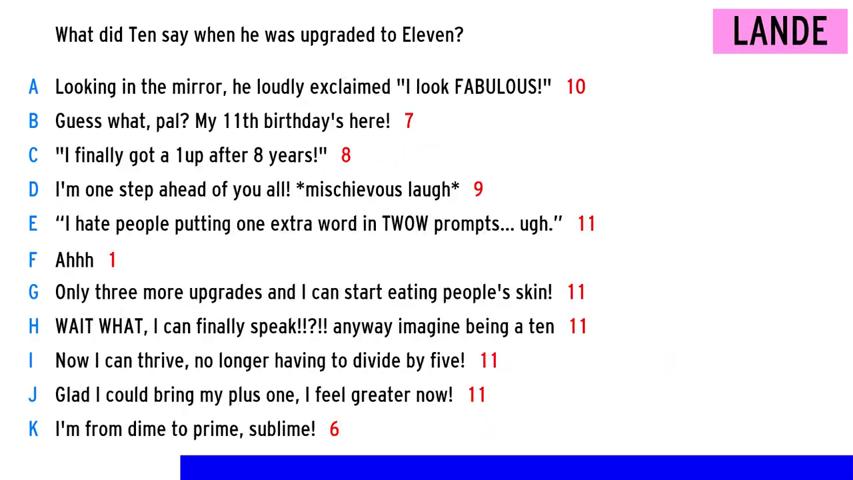 What did Ten say when he was upgraded to Eleven?
LANDE
A Looking in the mirror, he loudly exclaimed "I look FABULOUS!" 10
B Guess what, pal? My 11th birthday's here! 7
C "I finally got a 1up after 8 years!" 8
D I'm one step ahead of you all! *mischievous laugh* 9
E “I hate people putting one extra word in TWOW prompts... ugh.” 11
F Ahhh 1
G Only three more upgrades and I can start eating people's skin! 11
H WAIT WHAT, I can finally speak!!?!! anyway imagine being a ten 11
I Now I can thrive, no longer having to divide by five! 11
J Glad I could bring my plus one, I feel greater now! 11
K I'm from dime to prime, sublime! 6